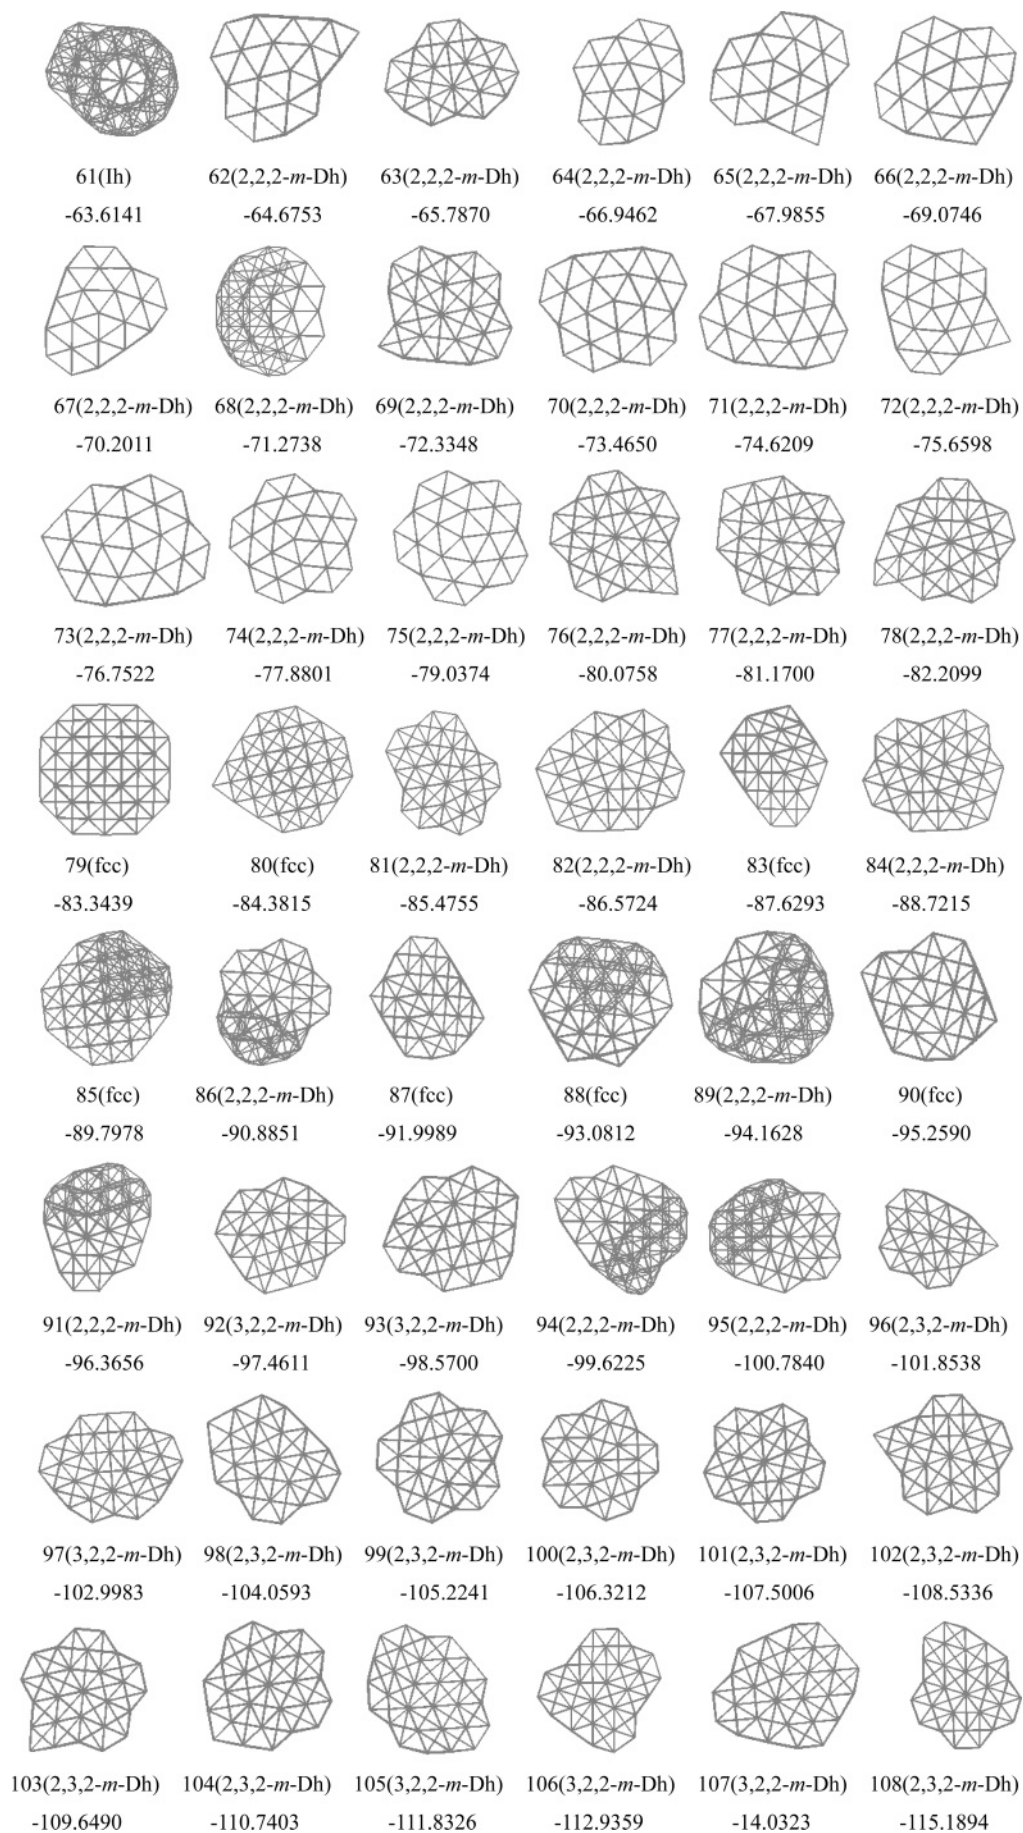 61(Ih) 62(2,2,2-m-Dh) 63(2,2,2-m-Dh) 64(2,2,2-m-Dh) 65(2,2,2-m-Dh) 66(2,2,2-m-Dh)
-63.6141 -64.6753 -65.7870 -66.9462 -67.9855 -69.0746
67(2,2,2-m-Dh) 68(2,2,2-m-Dh) 69(2,2,2-m-Dh) 70(2,2,2-m-Dh) 71(2,2,2-m-Dh) 72(2,2,2-m-Dh)
-70.2011 -71.2738 -72.3348 -73.4650 -74.6209 -75.6598
73(2,2,2-m-Dh) 74(2,2,2-m-Dh) 75(2,2,2-m-Dh) 76(2,2,2-m-Dh) 77(2,2,2-m-Dh) 78(2,2,2-m-Dh)
-76.7522 -77.8801 -79.0374 -80.0758 -81.1700 -82.2099
79(fcc) 80(fcc) 81(2,2,2-m-Dh) 82(2,2,2-m-Dh) 83(fcc) 84(2,2,2-m-Dh)
-83.3439 -84.3815 -85.4755 -86.5724 -87.6293 -88.7215
85(fcc) 86(2,2,2-m-Dh) 87(fcc) 88(fcc) 89(2,2,2-m-Dh) 90(fcc)
-89.7978 -90.8851 -91.9989 -93.0812 -94.1628 -95.2590
91(2,2,2-m-Dh) 92(3,2,2-m-Dh) 93(3,2,2-m-Dh) 94(2,2,2-m-Dh) 95(2,2,2-m-Dh) 96(2,3,2-m-Dh)
-96.3656 -97.4611 -98.5700 -99.6225 -100.7840 -101.8538
97(3,2,2-m-Dh) 98(2,3,2-m-Dh) 99(2,3,2-m-Dh) 100(2,3,2-m-Dh) 101(2,3,2-m-Dh) 102(2,3,2-m-Dh)
-102.9983 -104.0593 -105.2241 -106.3212 -107.5006 -108.5336
103(2,3,2-m-Dh) 104(2,3,2-m-Dh) 105(3,2,2-m-Dh) 106(3,2,2-m-Dh) 107(3,2,2-m-Dh) 108(2,3,2-m-Dh)
-109.6490 -110.7403 -111.8326 -112.9359 -14.0323 -115.1894